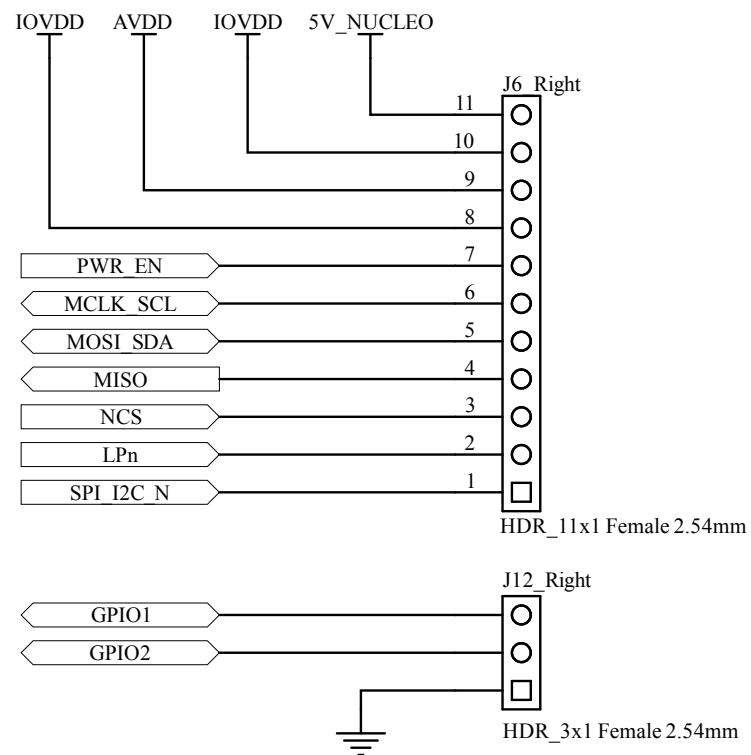 IOVDD AVDD IOVDD 5V_NUCLEO
J6_Right
11
10
9
8
PWR_EN 7
MCLK_SCL 6
MOSI_SDA 5
MISO 4
NCS 3
LPn 2
SPI_I2C_N 1
HDR_11x1 Female 2.54mm
J12_Right
GPIO1
GPIO2
HDR_3x1 Female 2.54mm